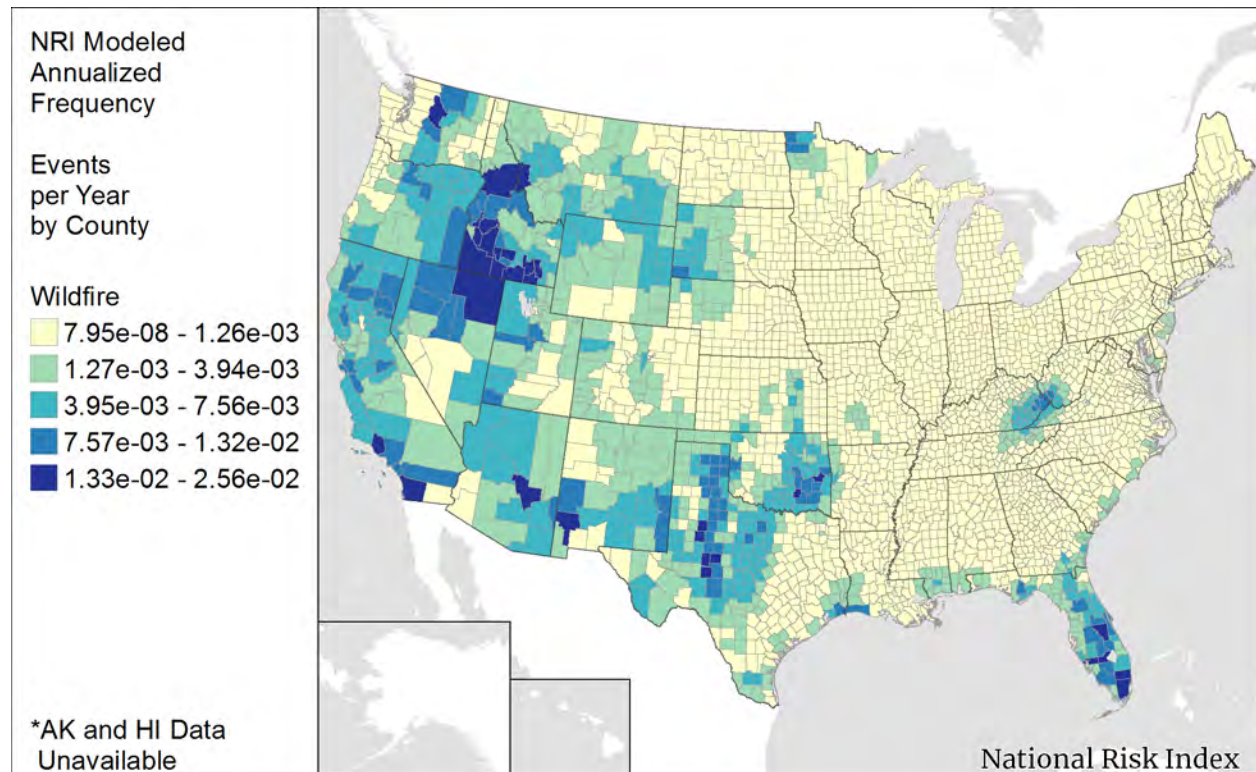 NRI Modeled
Annualized
Frequency
Events
per Year
by County
Wildfire
7.95e-08 - 1.26e-03
1.27e-03 - 3.94e-03
3.95e-03 - 7.56e-03
7.57e-03 - 1.32e-02
1.33e-02 - 2.56e-02
*AK and HI Data
Unavailable
National Risk Index